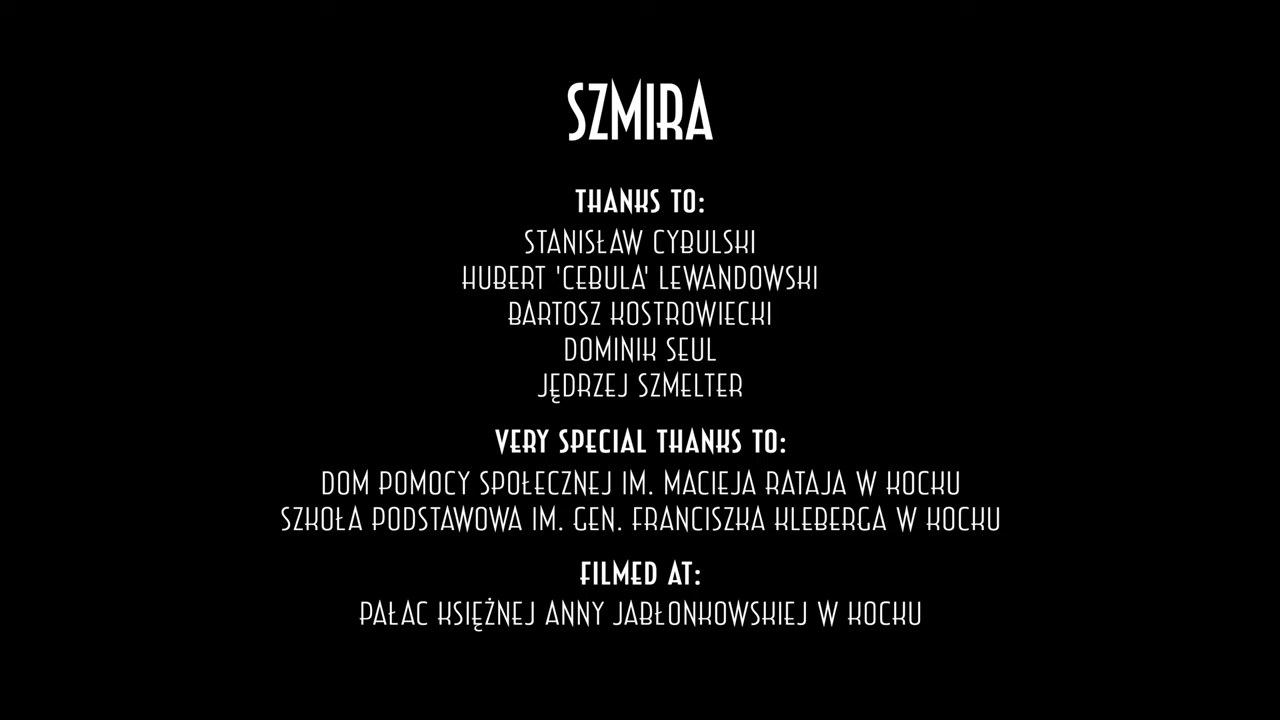 SZMIRA
THANKS TO:
STANISŁAW CYBULSKI
HUBERT 'CEBULA' LEWANDOWSKI
BARTOSZ KOSTROWIECKI
DOMINIK SEUL
JĘDRZEJ SZMELTER
VERY SPECIAL THANKS TO:
DOM POMOCY SPOŁECZNEJ IM. MACIEJA RATAJA W KOCKU
SZKOŁA PODSTAWOWA IM. GEN. FRANCISZKA KLEBERGA W KOCKU
FILMED AT:
PAŁAC KSIĘŻNEJ ANNY JABŁONKOWSKIEJ W KOCKU